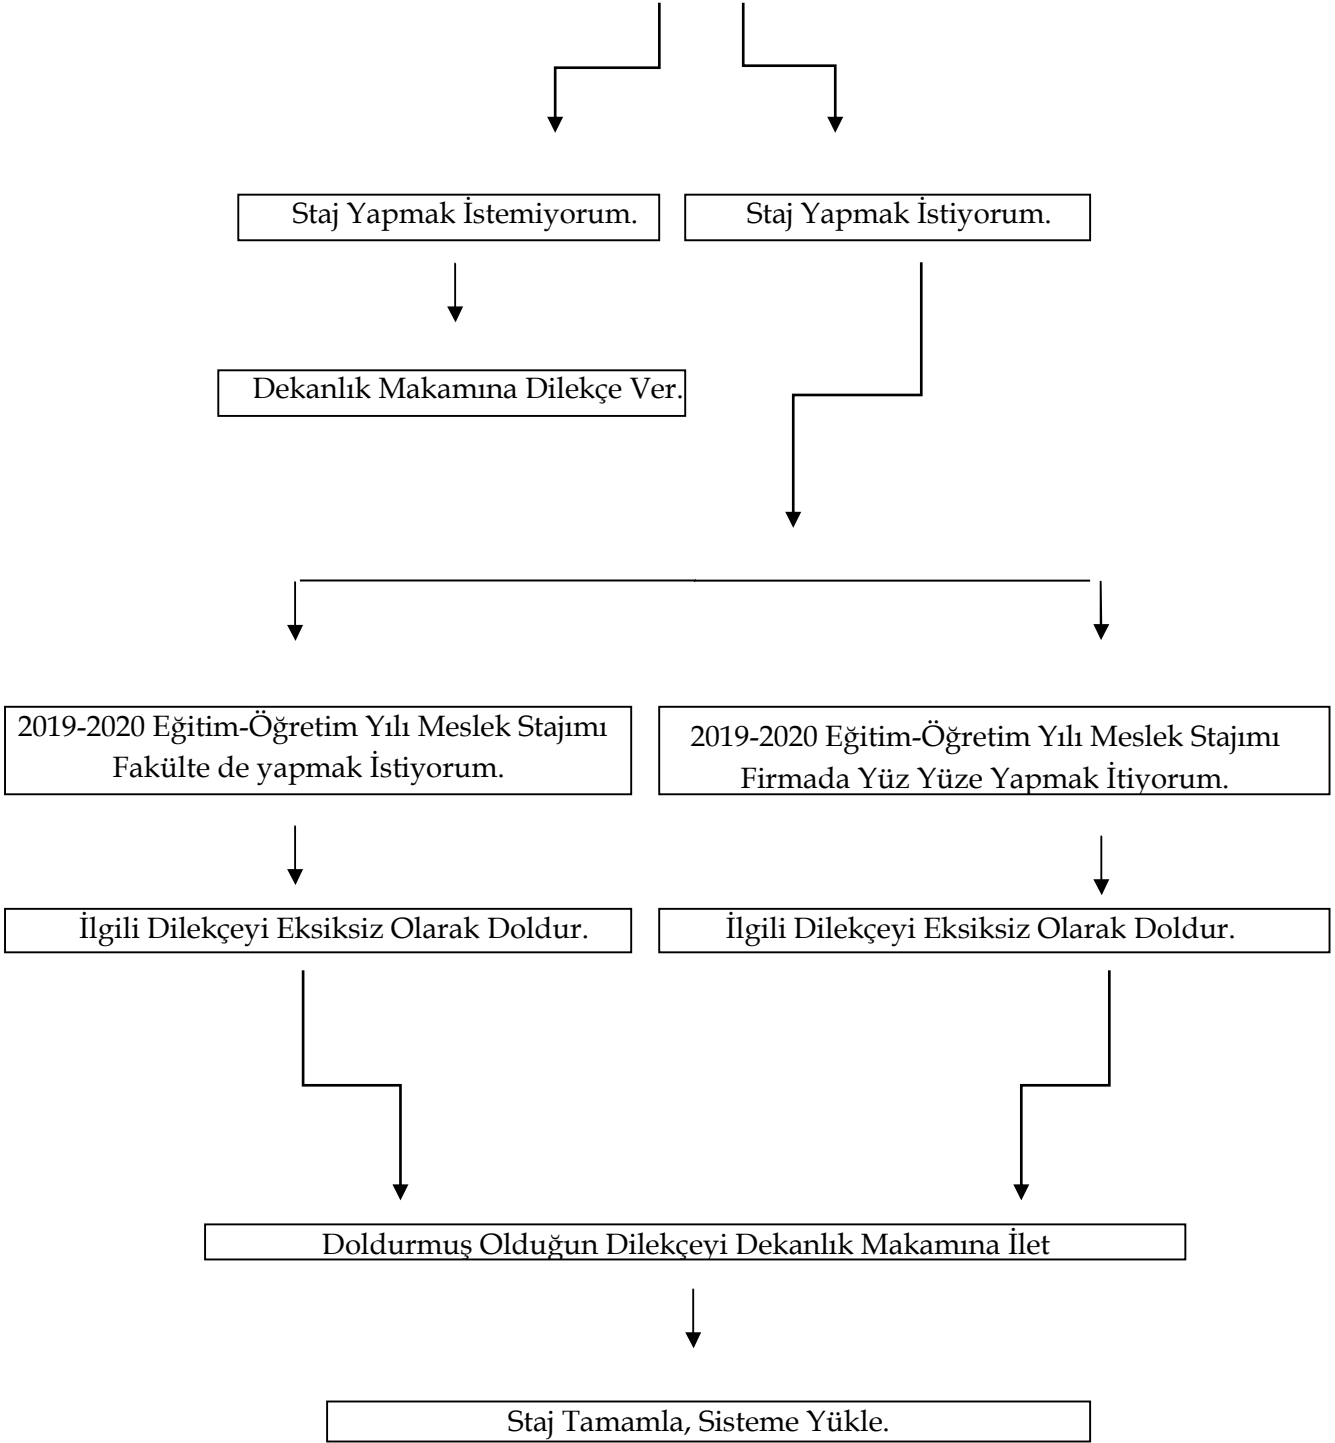 Staj Yapmak İstemiyorum.
Staj Yapmak İstiyorum.
Dekanlık Makamına Dilekçe Ver.
2019-2020 Eğitim-Öğretim Yılı Meslek Stajımı
Fakülte de yapmak İstiyorum.
2019-2020 Eğitim-Öğretim Yılı Meslek Stajımı
Firmada Yüz Yüze Yapmak İtiyorum.
İlgili Dilekçeyi Eksiksiz Olarak Doldur.
İlgili Dilekçeyi Eksiksiz Olarak Doldur.
Doldurmuş Olduğun Dilekçeyi Dekanlık Makamına İlet
Staj Tamamla, Sisteme Yükle.